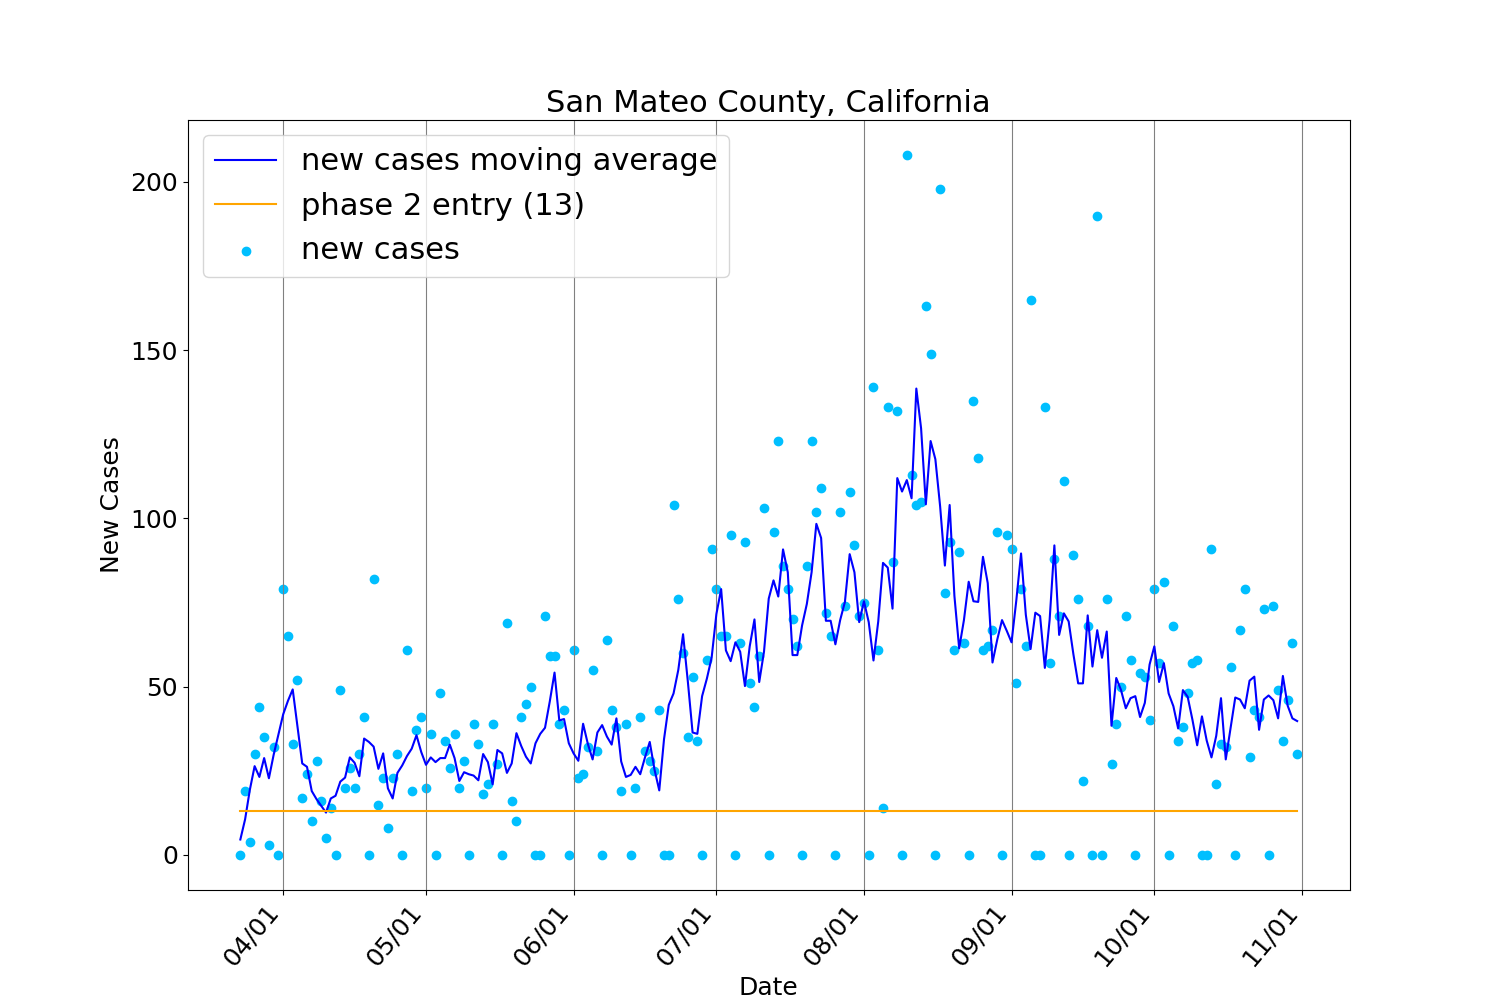 San Mateo County, California
new cases moving average
phase 2 entry (13)
new cases
200
150
100
50
0
New Cases
04/01
05/01
06/01
07/01
08/01
09/01
10/01
11/01
Date